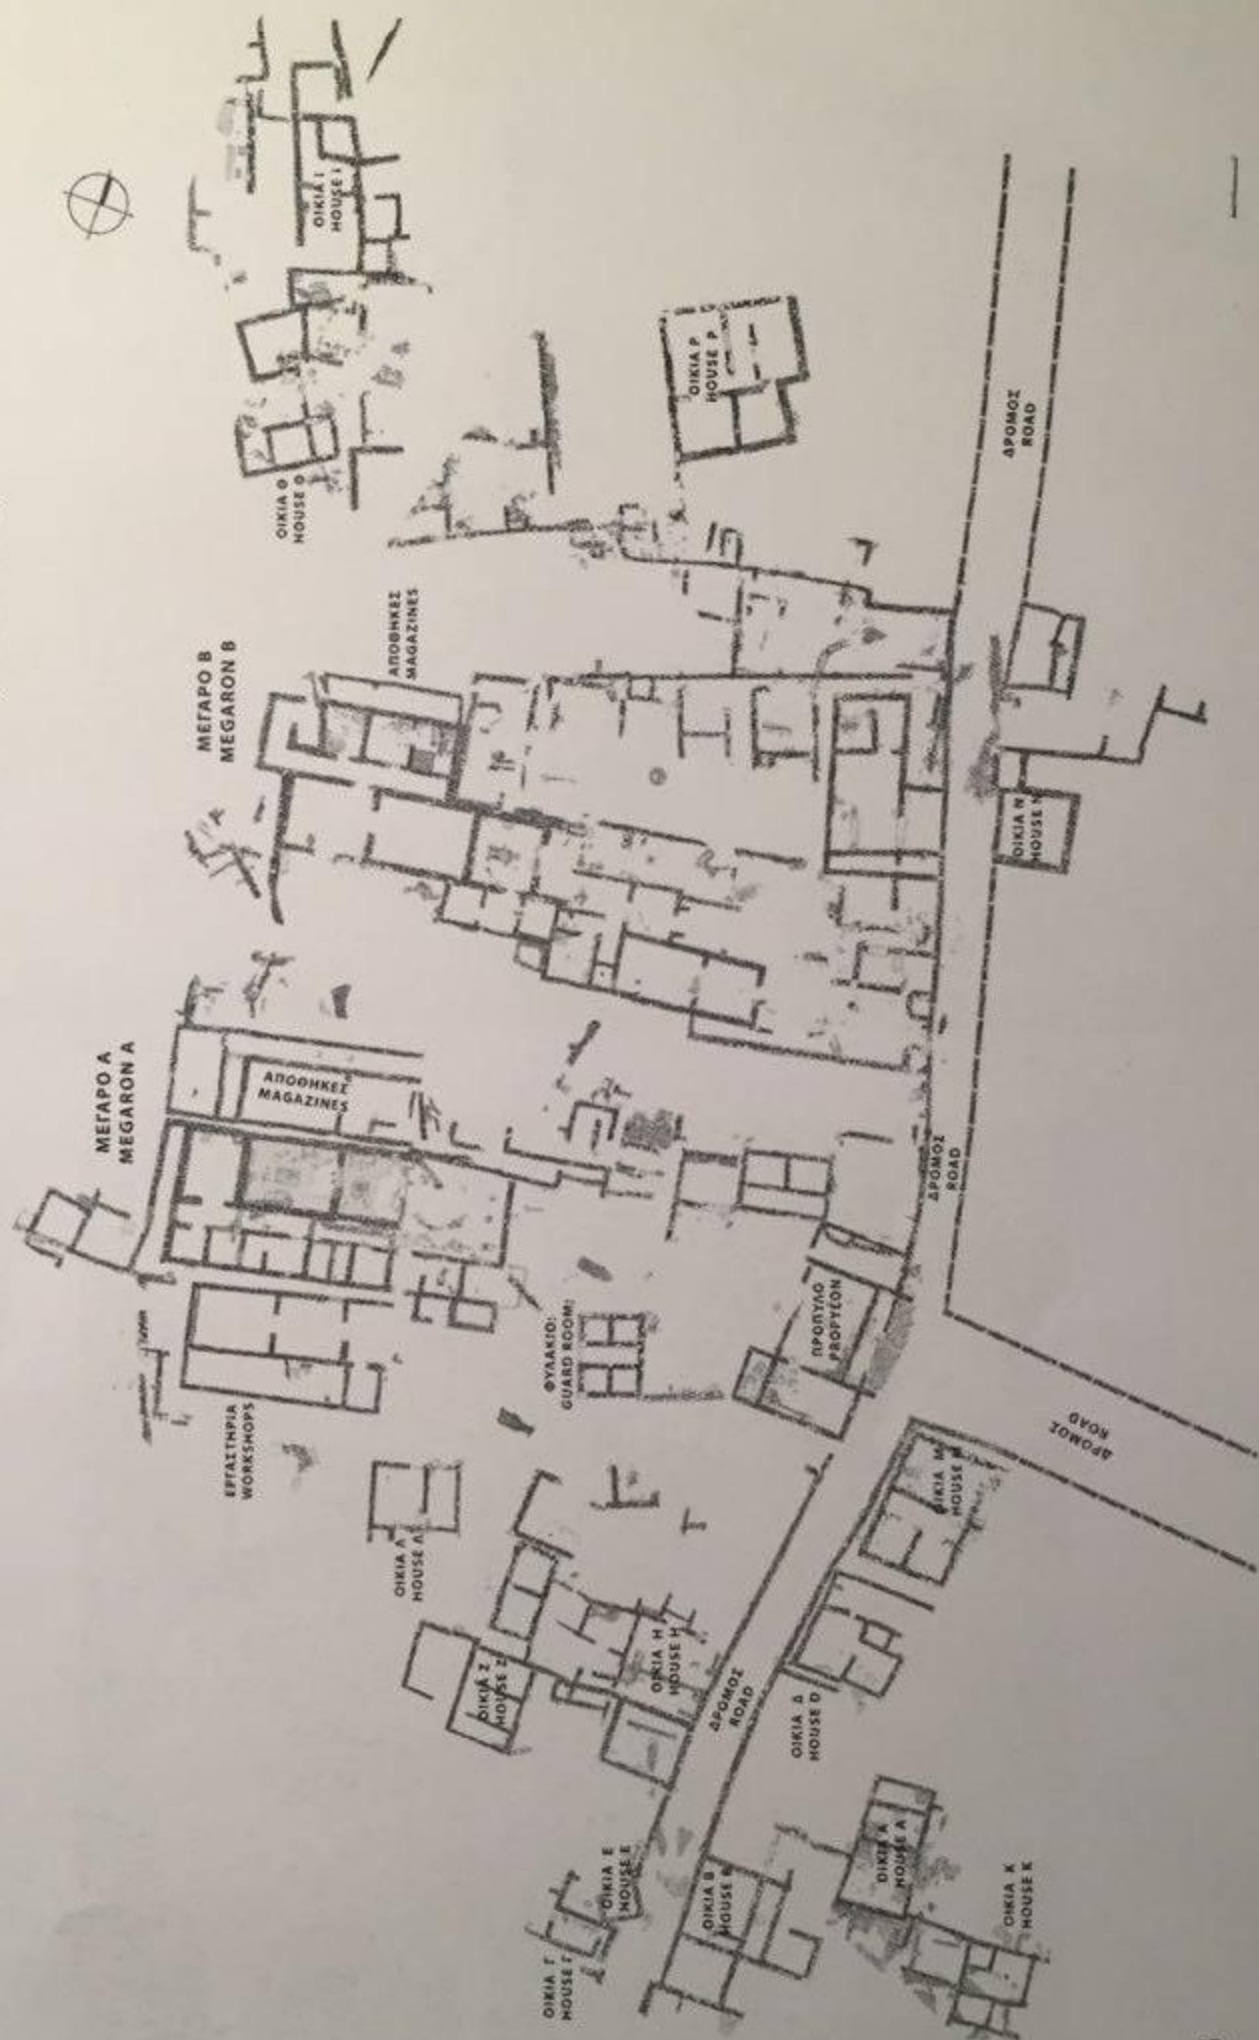 ΜΕΓΑΡΟ Α
MEGARON A
ΜΕΓΑΡΟ Β
MEGARON B
ΕΡΓΑΣΤΗΡΙΑ
WORKSHOPS
ΑΠΟΘΗΚΕΣ
MAGAZINES
ΟΙΚΙΑ Θ
HOUSE Θ
ΟΙΚΙΑ Ι
HOUSE I
ΑΠΟΘΗΚΕΣ
MAGAZINES
ΟΙΚΙΑ Λ
HOUSE Λ
ΟΙΚΙΑ Ζ
HOUSE Z
ΟΙΚΙΑ Γ
HOUSE Γ
ΦΥΛΑΚΙΟ:
GUARD ROOM:
ΟΙΚΙΑ Ε
HOUSE E
ΟΙΚΙΑ Η
HOUSE H
ΟΙΚΙΑ Ρ
HOUSE P
ΟΙΚΙΑ Β
HOUSE B
ΔΡΟΜΟΣ
ROAD
ΟΙΚΙΑ Δ
HOUSE D
ΠΡΟΠΥΛΟ
PROPYEON
ΟΙΚΙΑ Α
HOUSE A
ΔΡΟΜΟΣ
ROAD
ΟΙΚΙΑ Μ
HOUSE M
ΟΙΚΙΑ Κ
HOUSE K
ΟΙΚΙΑ Ν
HOUSE N
ΔΡΟΜΟΣ
ROAD
ΔΡΟΜΟΣ
ROAD